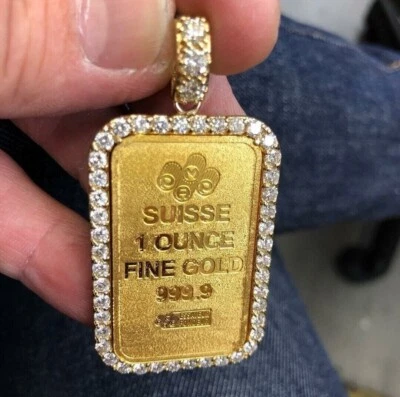 SUISSE
1 OUNCE
FINE GOLD
999.9